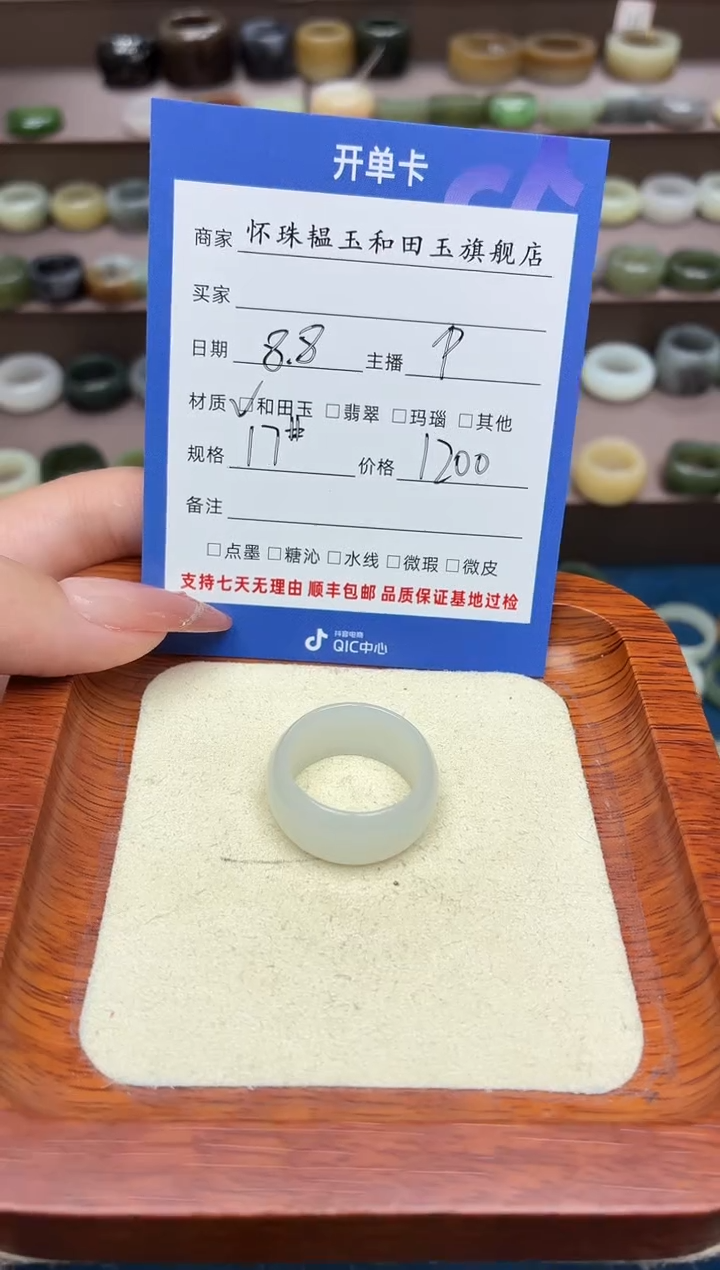 开单卡
商家 怀珠韫玉和田玉旗舰店
买家
日期 8.8 主播 P
材质 ☑和田玉 □翡翠 □玛瑙 □其他
规格 17# 价格 1200
备注
□点墨 □糖沁 □水线 □微瑕 □微皮
支持七天无理由 顺丰包邮 品质保证基地过检
抖音电商
QIC中心